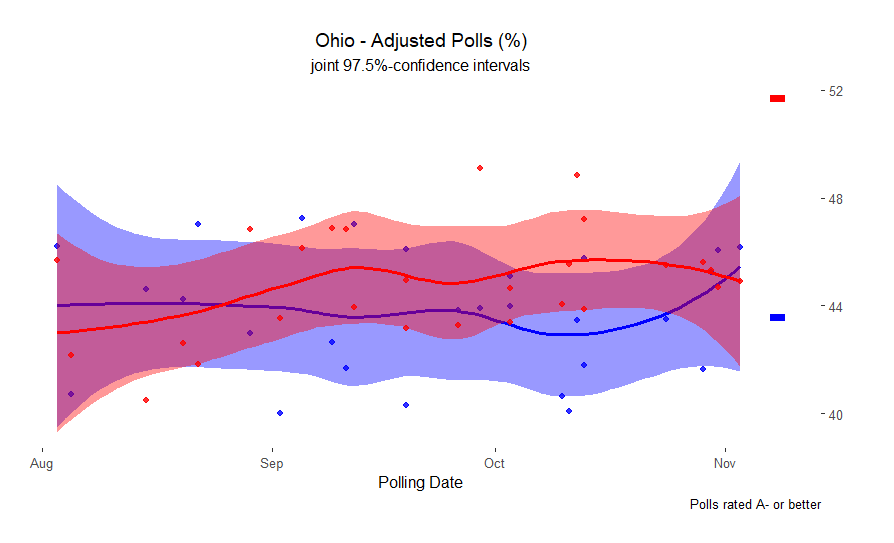 Ohio - Adjusted Polls (%)
joint 97.5%-confidence intervals
52
48
44
40
Aug Sep Oct Nov
Polling Date
Polls rated A- or better